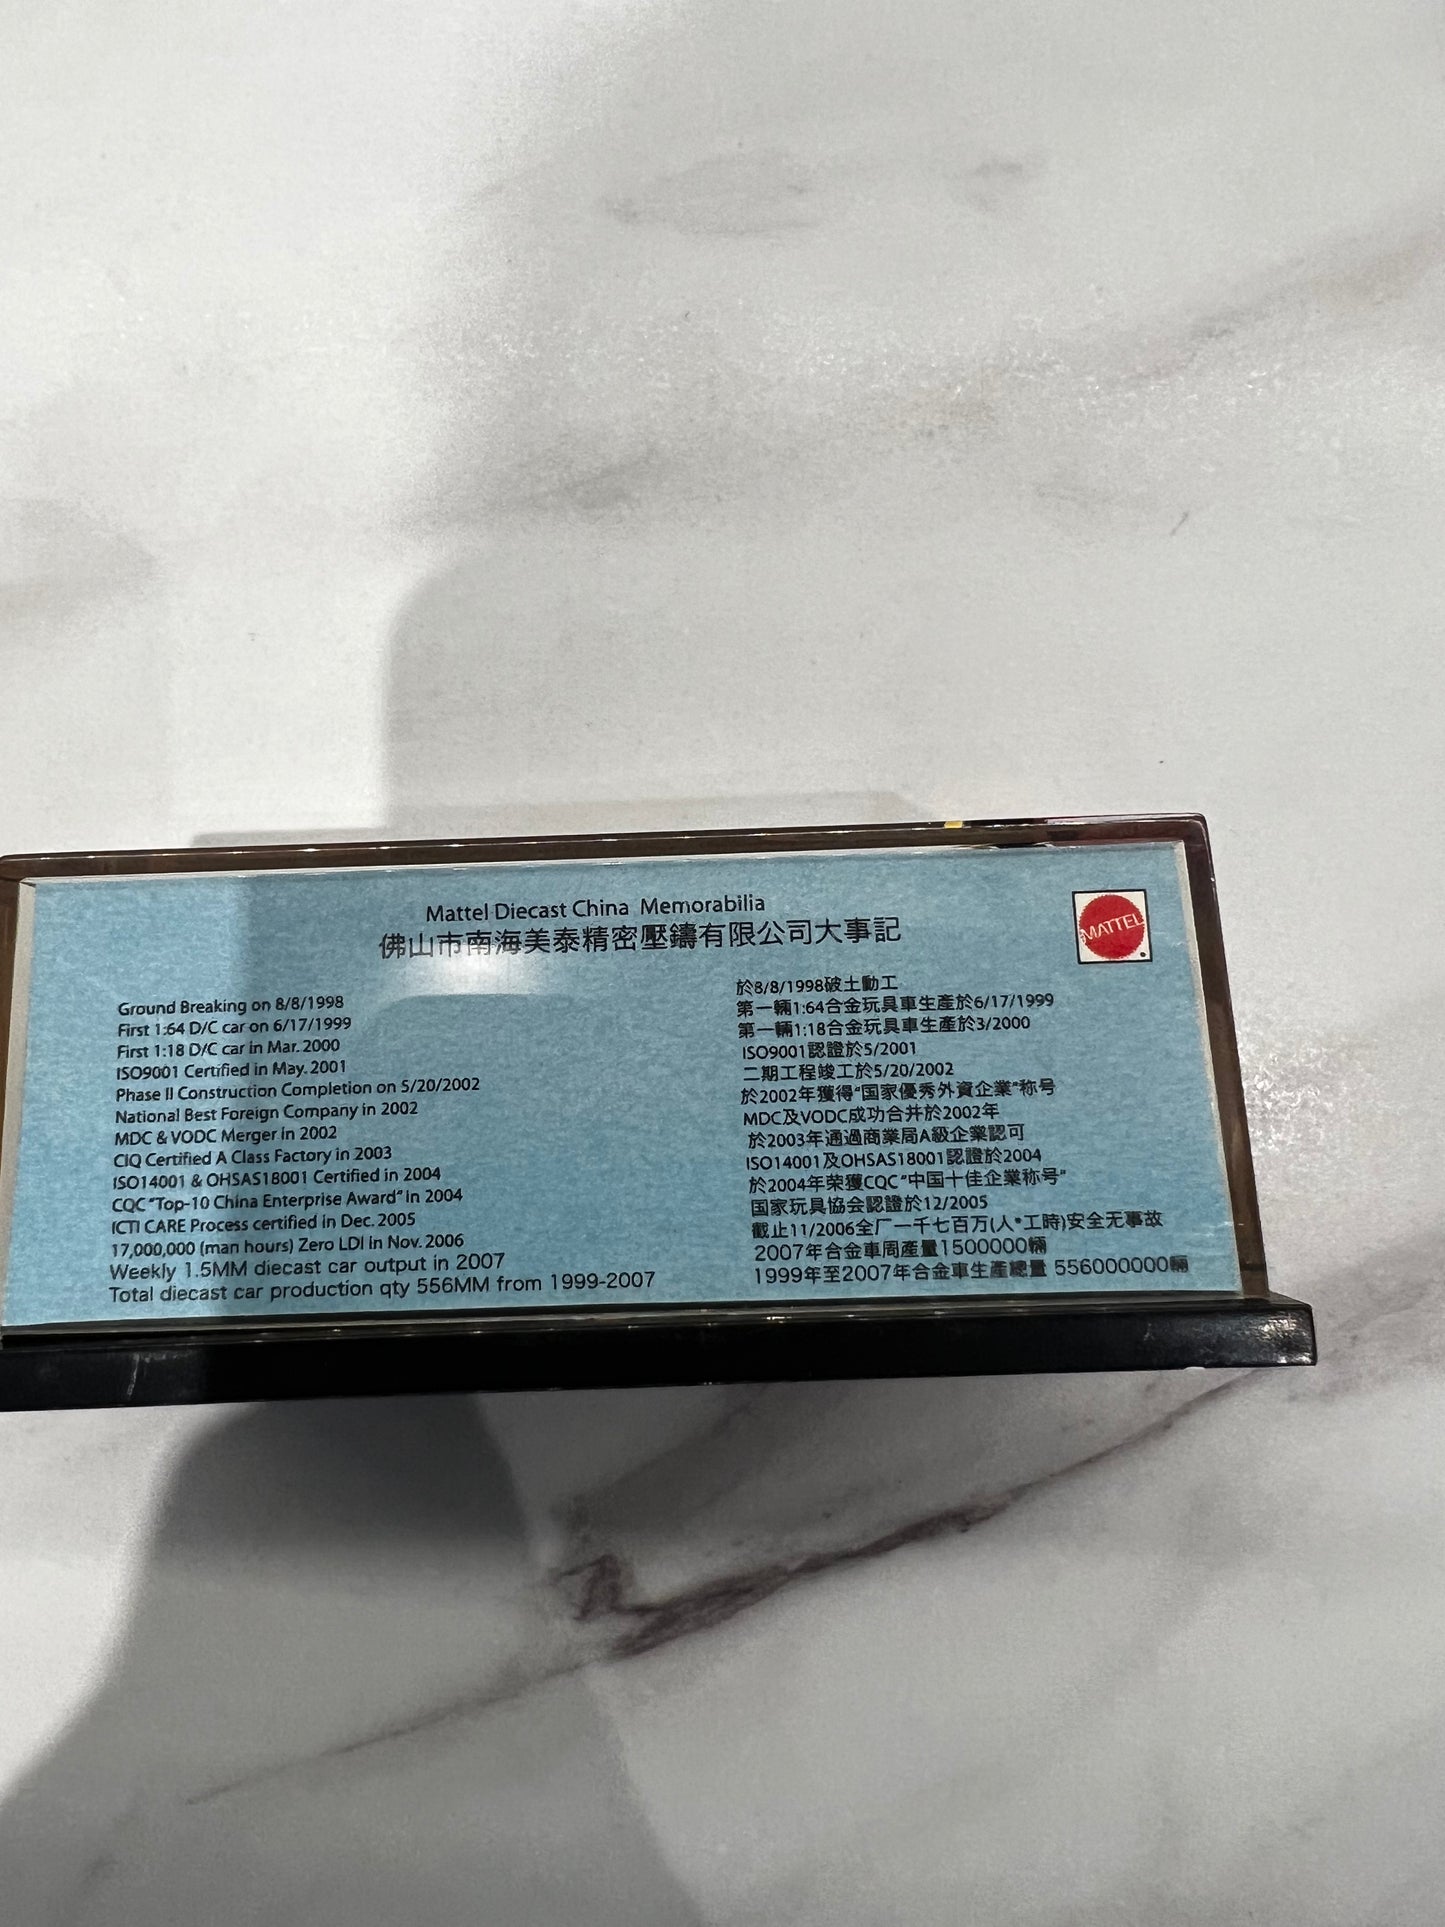 Mattel Diecast China Memorabilia
佛山市南海美泰精密壓鑄有限公司大事記
MATTEL
Ground Breaking on 8/8/1998
First 1:64 D/C car on 6/17/1999
First 1:18 D/C car in Mar. 2000
ISO9001 Certified in May. 2001
Phase II Construction Completion on 5/20/2002
National Best Foreign Company in 2002
MDC & VODC Merger in 2002
CIQ Certified A Class Factory in 2003
ISO14001 & OHSAS18001 Certified in 2004
CQC "Top-10 China Enterprise Award" in 2004
ICTI CARE Process certified in Dec. 2005
17,000,000 (man hours) Zero LDI in Nov. 2006
Weekly 1.5MM diecast car output in 2007
Total diecast car production qty 556MM from 1999-2007
於8/8/1998破土動工
第一輛1:64合金玩具車生產於6/17/1999
第一輛1:18合金玩具車生產於3/2000
ISO9001認證於5/2001
二期工程竣工於5/20/2002
於2002年獲得"国家優秀外資企業"称号
MDC及VODC成功合并於2002年
於2003年通過商業局A級企業認可
ISO14001及OHSAS18001認證於2004
於2004年荣獲CQC"中国十佳企業称号"
国家玩具協会認證於12/2005
截止11/2006全厂一千七百万(人*工時)安全无事故
2007年合金車周產量1500000輛
1999年至2007年合金車生產總量 556000000輛